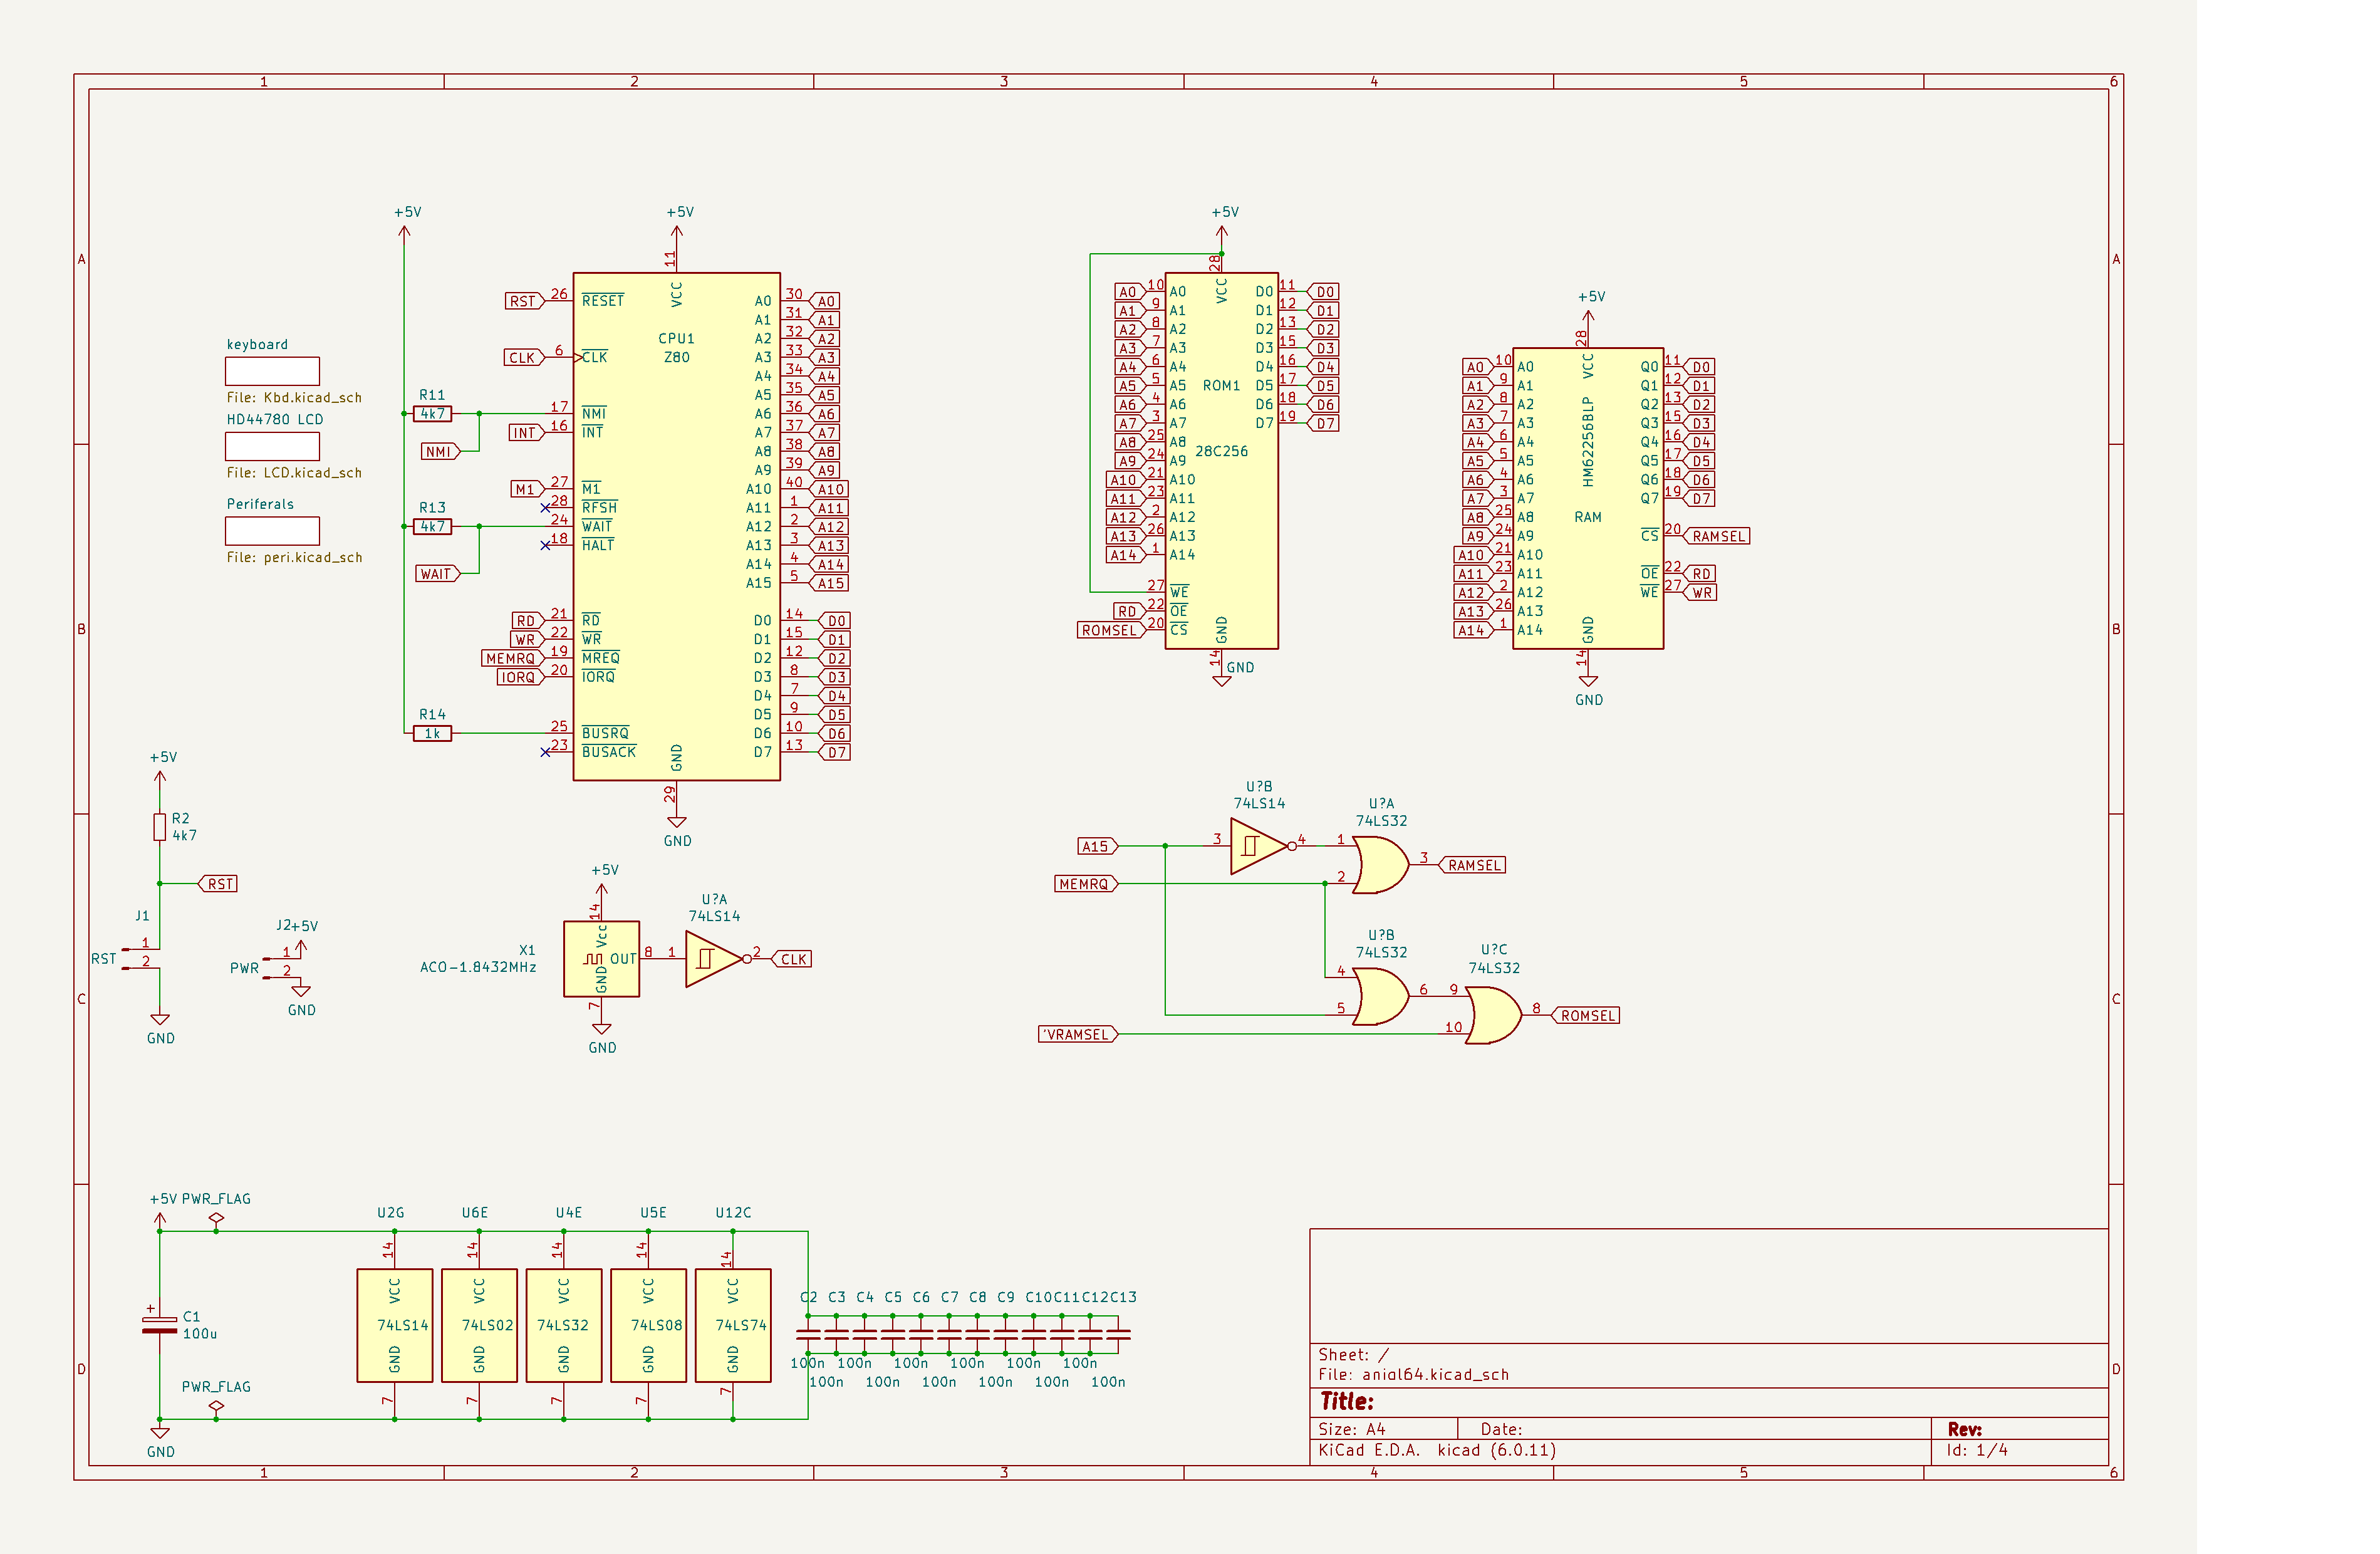 1 2 3 4 5 6
A
B
C
D
A
B
C
D
1 2 3 4 5 6
keyboard
File: Kbd.kicad_sch
HD44780 LCD
File: LCD.kicad_sch
Periferals
File: peri.kicad_sch
+5V
R11
4k7
NMI
R13
4k7
WAIT
R14
1k
+5V
11
VCC
CPU1
Z80
RST 26 RESET
CLK 6 CLK
17 NMI
INT 16 INT
M1 27 M1
28 RFSH
24 WAIT
18 HALT
RD 21 RD
WR 22 WR
MEMRQ 19 MREQ
IORQ 20 IORQ
25 BUSRQ
23 BUSACK
A0 30 A0
A1 31 A1
A2 32 A2
A3 33 A3
A4 34 A4
A5 35 A5
A6 36 A6
A7 37 A7
A8 38 A8
A9 39 A9
A10 40 A10
A11 1 A11
A12 2 A12
A13 3 A13
A14 4 A14
A15 5 A15
D0 14 D0
D1 15 D1
D2 12 D2
D3 8 D3
D4 7 D4
D5 9 D5
D6 10 D6
D7 13 D7
GND
29
GND
+5V
28
VCC
ROM1
28C256
A0 10 A0
A1 9 A1
A2 8 A2
A3 7 A3
A4 6 A4
A5 5 A5
A6 4 A6
A7 3 A7
A8 25 A8
A9 24 A9
A10 21 A10
A11 23 A11
A12 2 A12
A13 26 A13
A14 1 A14
27 WE
RD 22 OE
ROMSEL 20 CS
D0 11 D0
D1 12 D1
D2 13 D2
D3 15 D3
D4 16 D4
D5 17 D5
D6 18 D6
D7 19 D7
GND
14
GND
+5V
28
VCC
HM62256BLP
RAM
A0 10 A0
A1 9 A1
A2 8 A2
A3 7 A3
A4 6 A4
A5 5 A5
A6 4 A6
A7 3 A7
A8 25 A8
A9 24 A9
A10 21 A10
A11 23 A11
A12 2 A12
A13 26 A13
A14 1 A14
Q0 11 D0
Q1 12 D1
Q2 13 D2
Q3 15 D3
Q4 16 D4
Q5 17 D5
Q6 18 D6
Q7 19 D7
CS 20 RAMSEL
OE 22 RD
WE 27 WR
GND
14
GND
+5V
R2
4k7
RST
J1
1
RST
2
GND
J2
+5V
1
PWR
2
GND
+5V
14
Vcc
X1
ACO-1.8432MHz
OUT 8
GND
7
GND
U?A
74LS14
1 2 CLK
U?B
74LS14
A15 3 4
U?A
74LS32
1
2
3 RAMSEL
MEMRQ
U?B
74LS32
4
5
6
U?C
74LS32
9
10
8 ROMSEL
'VRAMSEL
+5V PWR_FLAG
C1
100u
+
PWR_FLAG
GND
U2G
14
VCC
74LS14
GND
7
U6E
14
VCC
74LS02
GND
7
U4E
14
VCC
74LS32
GND
7
U5E
14
VCC
74LS08
GND
7
U12C
14
VCC
74LS74
GND
7
C2 C3 C4 C5 C6 C7 C8 C9 C10 C11 C12 C13
100n 100n 100n 100n 100n 100n
100n 100n 100n 100n 100n 100n
Sheet: /
File: anigl64.kicad_sch
Title:
Size: A4 Date: Rev:
KiCad E.D.A. kicad (6.0.11) Id: 1/4